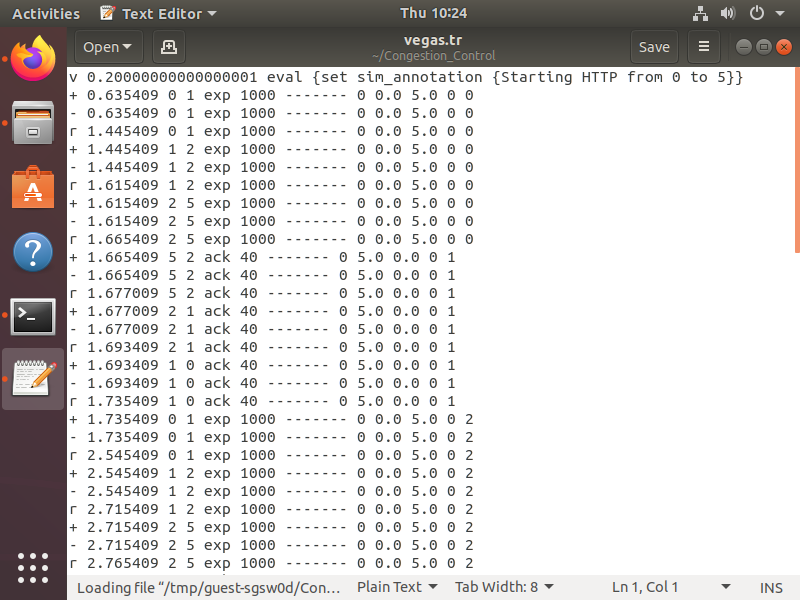 Activities Text Editor Thu 10:24
Open vegas.tr Save
~/Congestion_Control
v 0.20000000000000001 eval {set sim_annotation {Starting HTTP from 0 to 5}}
+ 0.635409 0 1 exp 1000 ------- 0 0.0 5.0 0 0
- 0.635409 0 1 exp 1000 ------- 0 0.0 5.0 0 0
r 1.445409 0 1 exp 1000 ------- 0 0.0 5.0 0 0
+ 1.445409 1 2 exp 1000 ------- 0 0.0 5.0 0 0
- 1.445409 1 2 exp 1000 ------- 0 0.0 5.0 0 0
r 1.615409 1 2 exp 1000 ------- 0 0.0 5.0 0 0
+ 1.615409 2 5 exp 1000 ------- 0 0.0 5.0 0 0
- 1.615409 2 5 exp 1000 ------- 0 0.0 5.0 0 0
r 1.665409 2 5 exp 1000 ------- 0 0.0 5.0 0 0
+ 1.665409 5 2 ack 40 ------- 0 5.0 0.0 0 1
- 1.665409 5 2 ack 40 ------- 0 5.0 0.0 0 1
r 1.677009 5 2 ack 40 ------- 0 5.0 0.0 0 1
+ 1.677009 2 1 ack 40 ------- 0 5.0 0.0 0 1
- 1.677009 2 1 ack 40 ------- 0 5.0 0.0 0 1
r 1.693409 2 1 ack 40 ------- 0 5.0 0.0 0 1
+ 1.693409 1 0 ack 40 ------- 0 5.0 0.0 0 1
- 1.693409 1 0 ack 40 ------- 0 5.0 0.0 0 1
r 1.735409 1 0 ack 40 ------- 0 5.0 0.0 0 1
+ 1.735409 0 1 exp 1000 ------- 0 0.0 5.0 0 2
- 1.735409 0 1 exp 1000 ------- 0 0.0 5.0 0 2
r 2.545409 0 1 exp 1000 ------- 0 0.0 5.0 0 2
+ 2.545409 1 2 exp 1000 ------- 0 0.0 5.0 0 2
- 2.545409 1 2 exp 1000 ------- 0 0.0 5.0 0 2
r 2.715409 1 2 exp 1000 ------- 0 0.0 5.0 0 2
+ 2.715409 2 5 exp 1000 ------- 0 0.0 5.0 0 2
- 2.715409 2 5 exp 1000 ------- 0 0.0 5.0 0 2
r 2.765409 2 5 exp 1000 ------- 0 0.0 5.0 0 2
Loading file “/tmp/guest-sgsw0d/Con… Plain Text Tab Width: 8 Ln 1, Col 1 INS